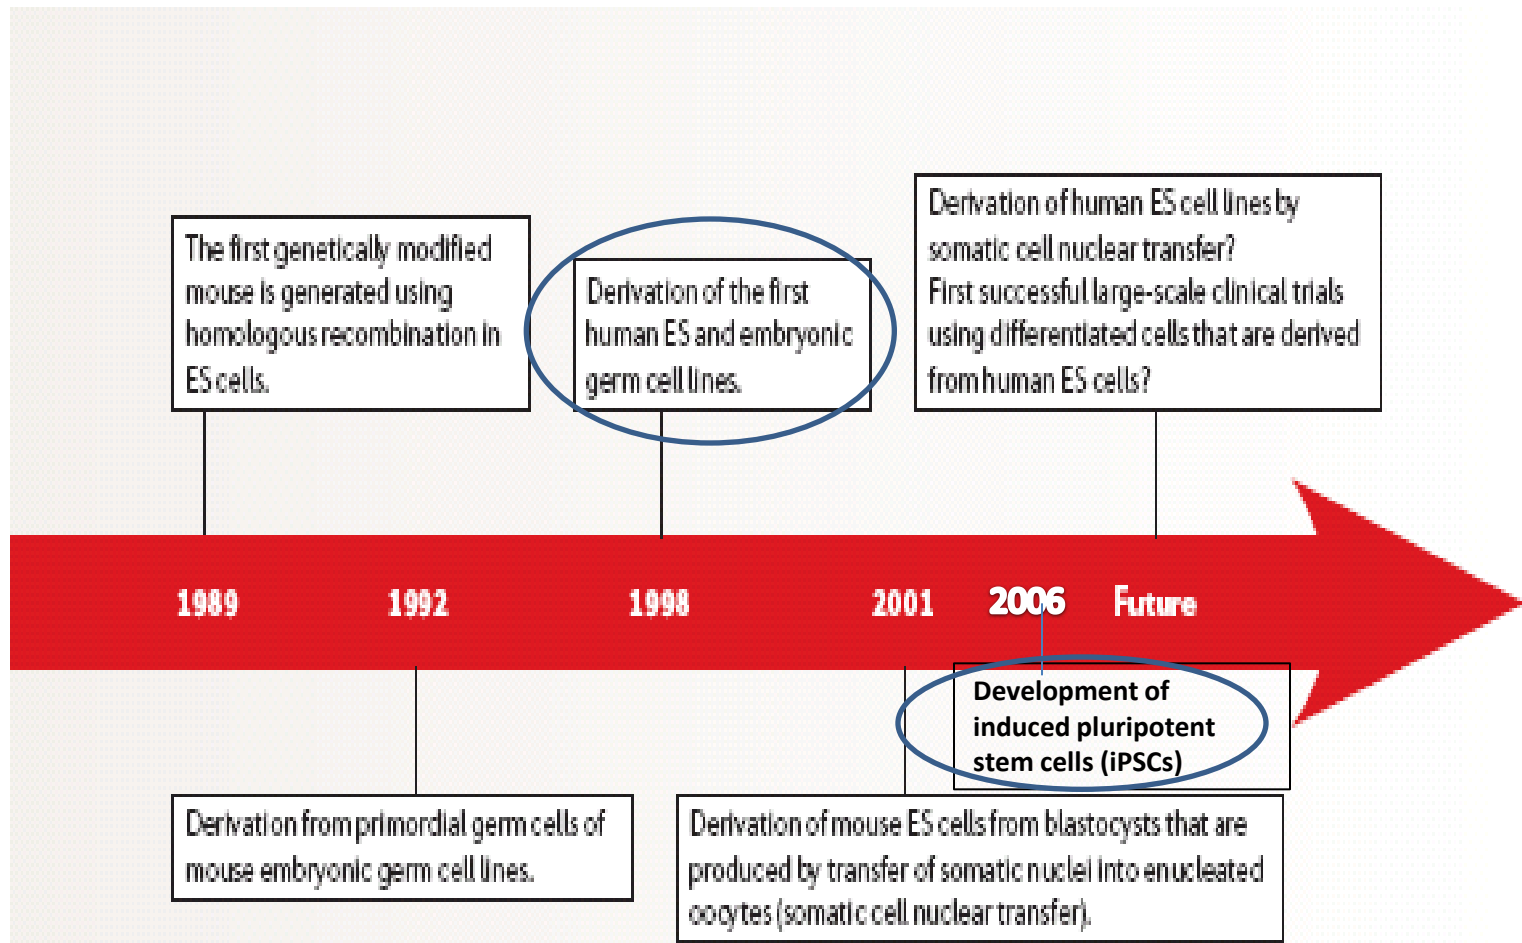 The first genetically modified
mouse is generated using
homologous recombination in
ES cells.
Derivation of the first
human ES and embryonic
germ cell lines.
Derivation of human ES cell lines by
somatic cell nuclear transfer?
First successful large-scale clinical trials
using differentiated cells that are derived
from human ES cells?
1989
1992
1998
2001
2006
Future
Development of
induced pluripotent
stem cells (iPSCs)
Derivation from primordial germ cells of
mouse embryonic germ cell lines.
Derivation of mouse ES cells from blastocysts that are
produced by transfer of somatic nuclei into enucleated
oocytes (somatic cell nuclear transfer).